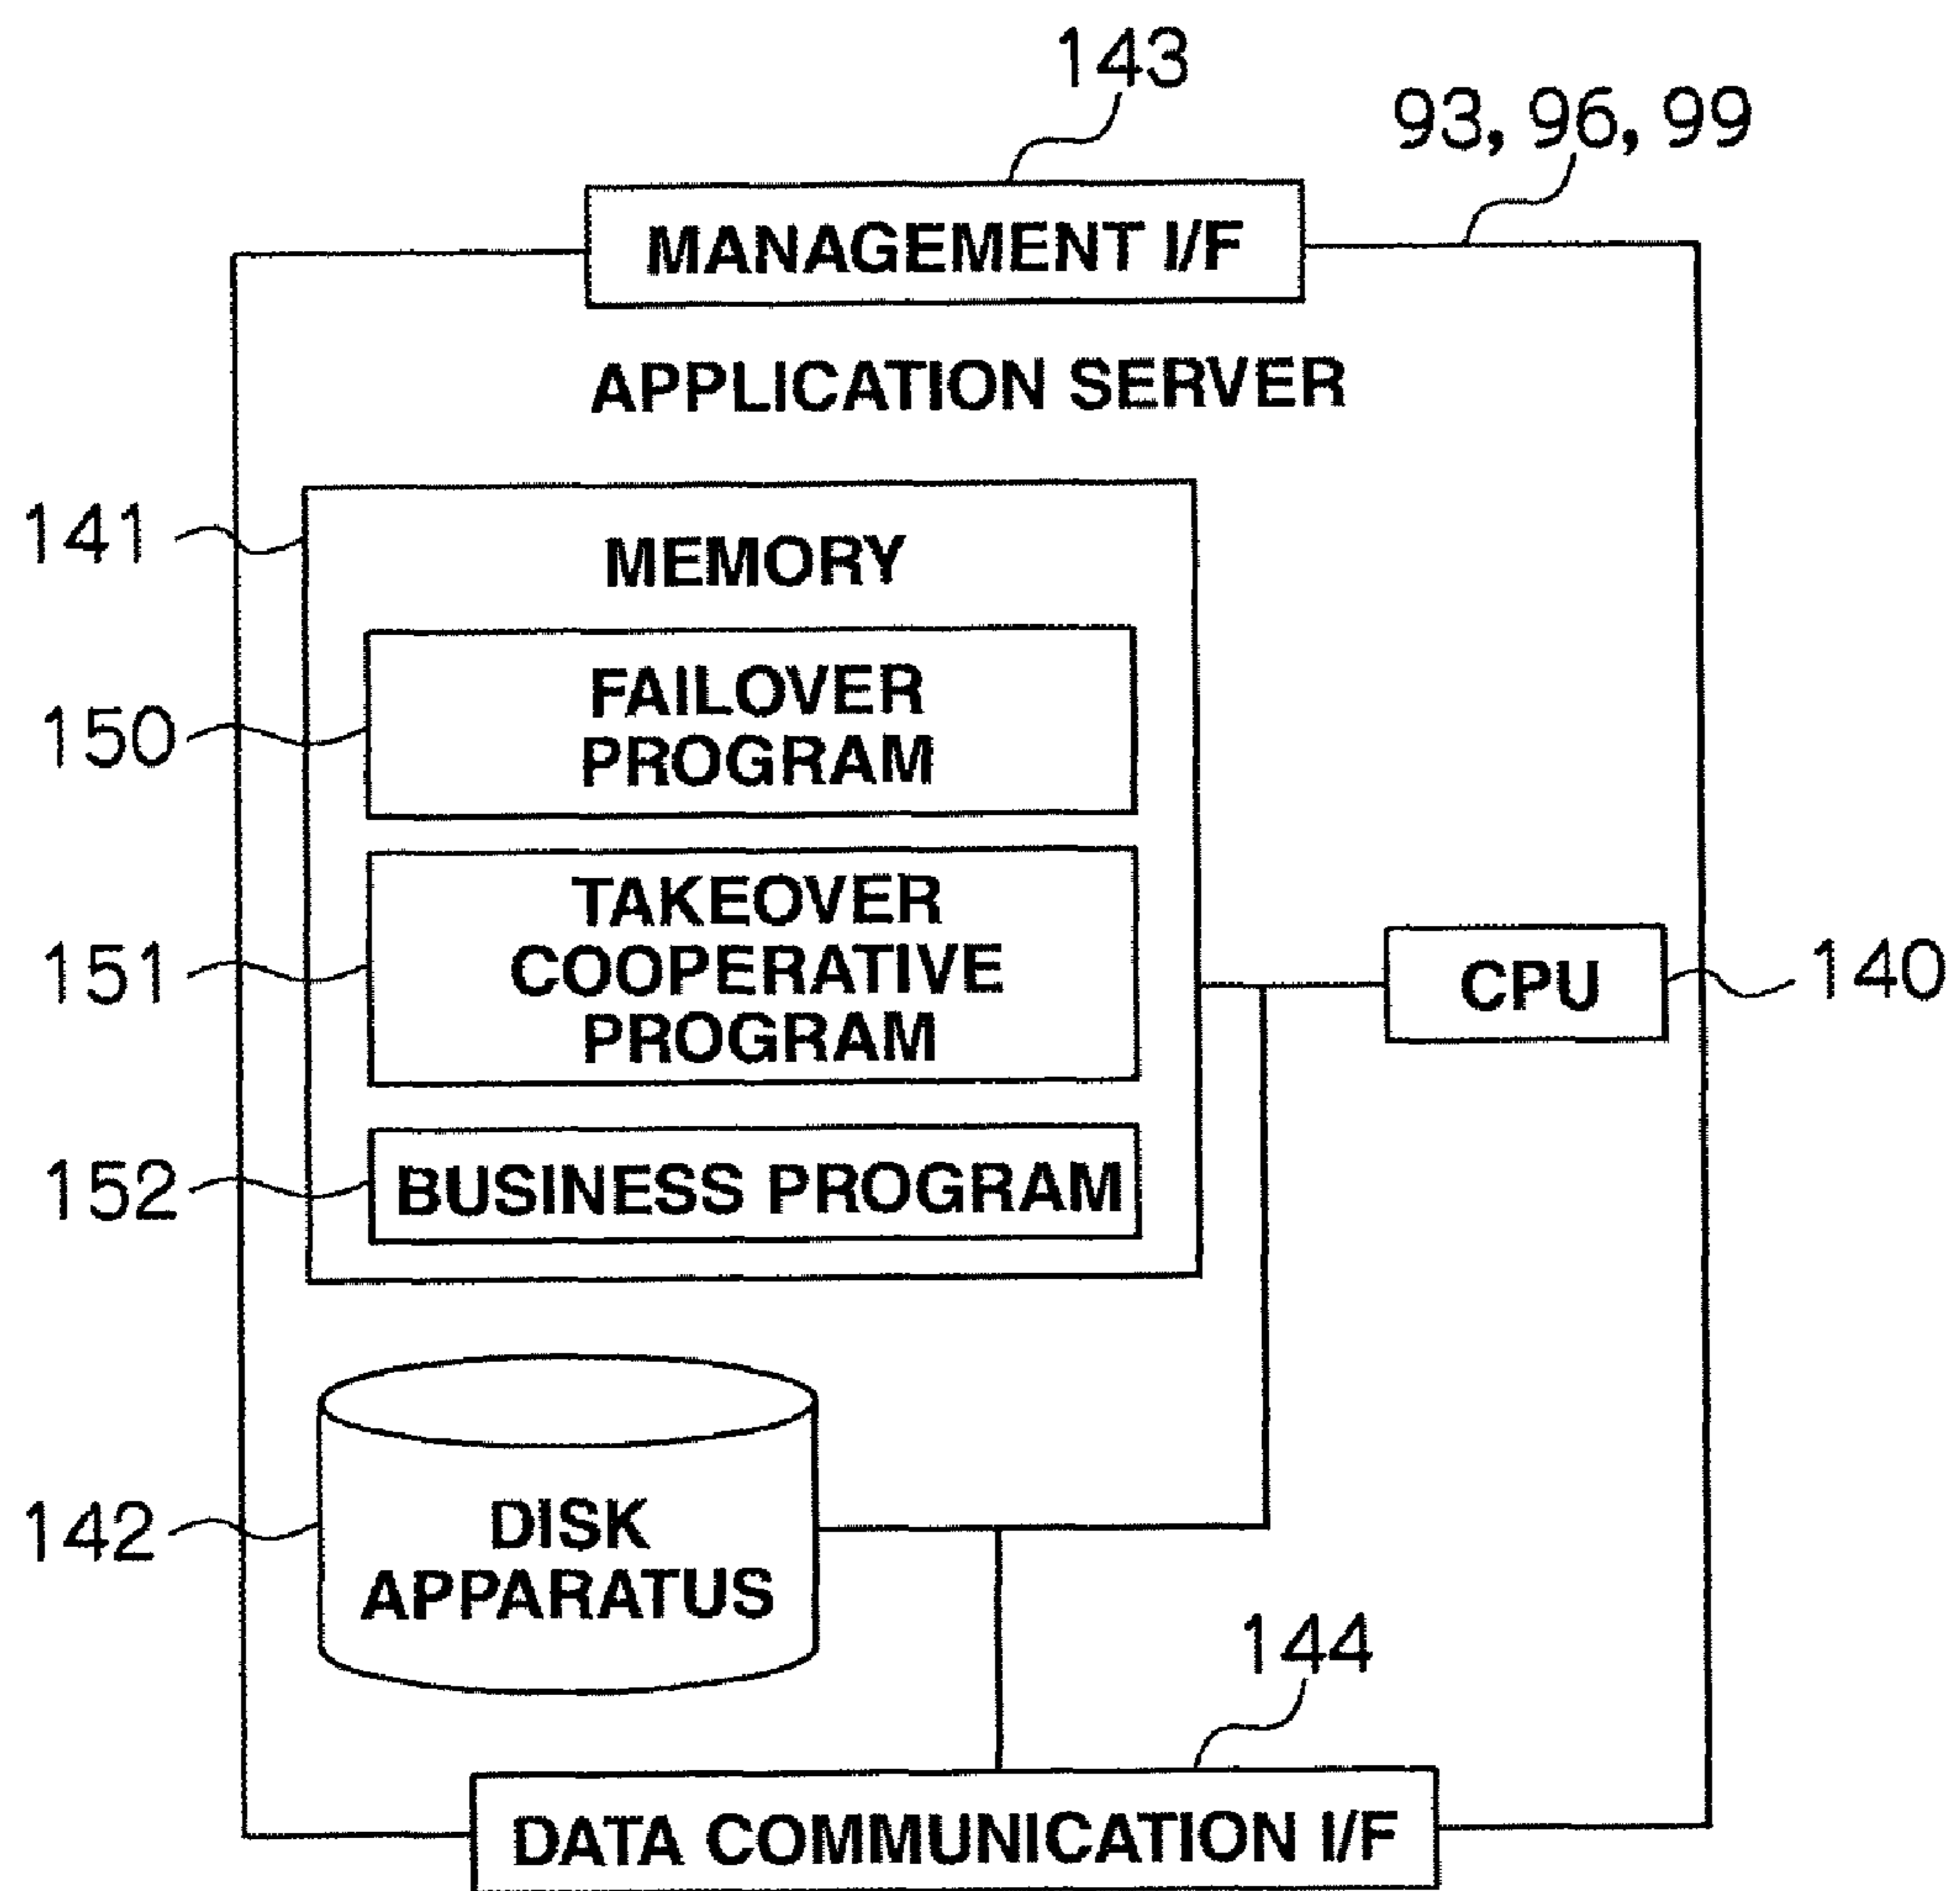 143
93, 96, 99
MANAGEMENT I/F
APPLICATION SERVER
141
MEMORY
150
FAILOVER
PROGRAM
151
TAKEOVER
COOPERATIVE
PROGRAM
CPU
140
152
BUSINESS PROGRAM
142
DISK
APPARATUS
144
DATA COMMUNICATION I/F